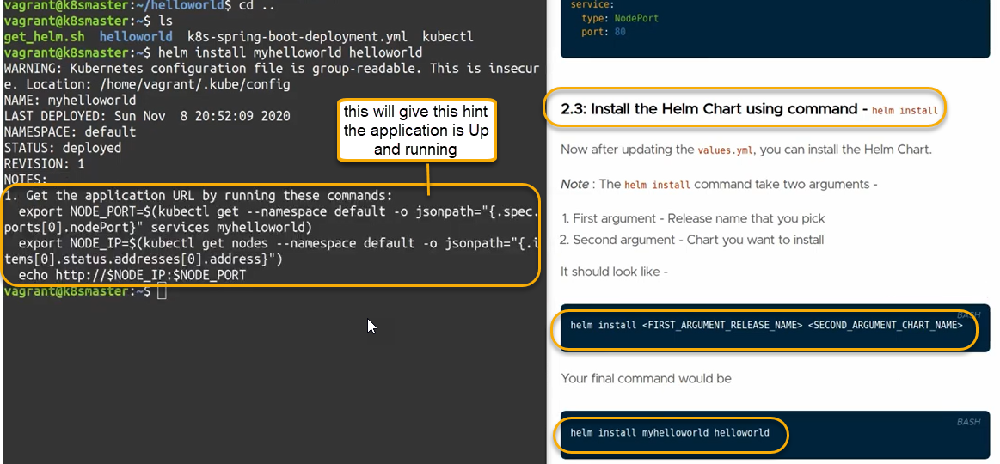 vagrant@k8smaster:~/helloworld$ cd ..
vagrant@k8smaster:~$ ls
get_helm.sh  helloworld  k8s-spring-boot-deployment.yml  kubectl
vagrant@k8smaster:~$ helm install myhelloworld helloworld
WARNING: Kubernetes configuration file is group-readable. This is insecur
e. Location: /home/vagrant/.kube/config
NAME: myhelloworld
LAST DEPLOYED: Sun Nov  8 20:52:09 2020
NAMESPACE: default
STATUS: deployed
REVISION: 1
NOTES:
1. Get the application URL by running these commands:
  export NODE_PORT=$(kubectl get --namespace default -o jsonpath="{.spec.
ports[0].nodePort}" services myhelloworld)
  export NODE_IP=$(kubectl get nodes --namespace default -o jsonpath="{.i
tems[0].status.addresses[0].address}")
  echo http://$NODE_IP:$NODE_PORT
vagrant@k8smaster:~$
this will give this hint
the application is Up
and running
service:
  type: NodePort
  port: 80
2.3: Install the Helm Chart using command - helm install
Now after updating the values.yml, you can install the Helm Chart.
Note : The helm install command take two arguments -
1. First argument - Release name that you pick
2. Second argument - Chart you want to install
It should look like -
BASH
helm install <FIRST_ARGUMENT_RELEASE_NAME> <SECOND_ARGUMENT_CHART_NAME>
Your final command would be
BASH
helm install myhelloworld helloworld